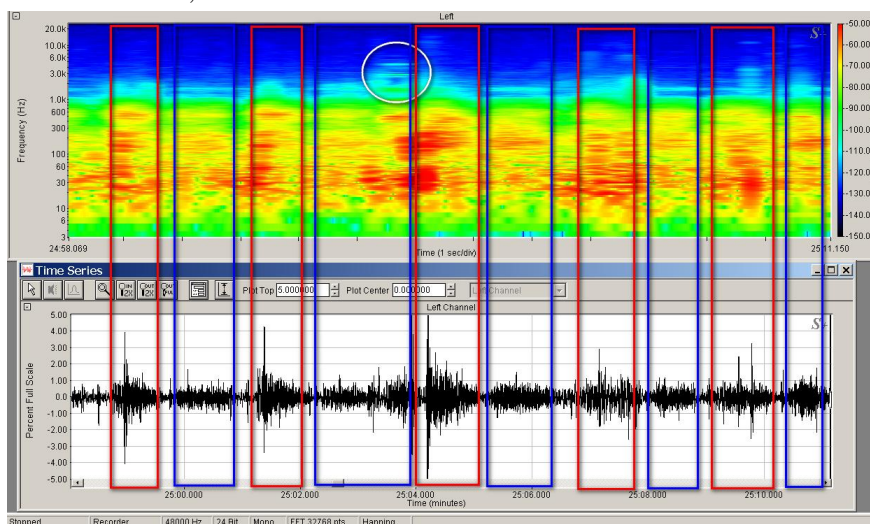 Left
20.0k
10.0k
6.0k
3.0k
1.0k
600
300
100
60
30
10
6
3
Frequency (Hz)
-50.00
-60.00
-70.00
-80.00
-90.00
-100.0
-110.0
-120.0
-130.0
-140.0
-150.0
24:58.069
Time (1 sec/div)
25:11.150
Time Series
Plot Top 5.000000 Plot Center 0.000000 Left Channel
Left Channel
5.00
4.00
3.00
2.00
1.00
0.0
-1.00
-2.00
-3.00
-4.00
-5.00
Percent Full Scale
25:00.000 25:02.000 25:04.000 25:06.000 25:08.000 25:10.000
Time (minutes)
Stopped Recorder 48000 Hz 24 Bit Mono FFT 32768 pts Hanning